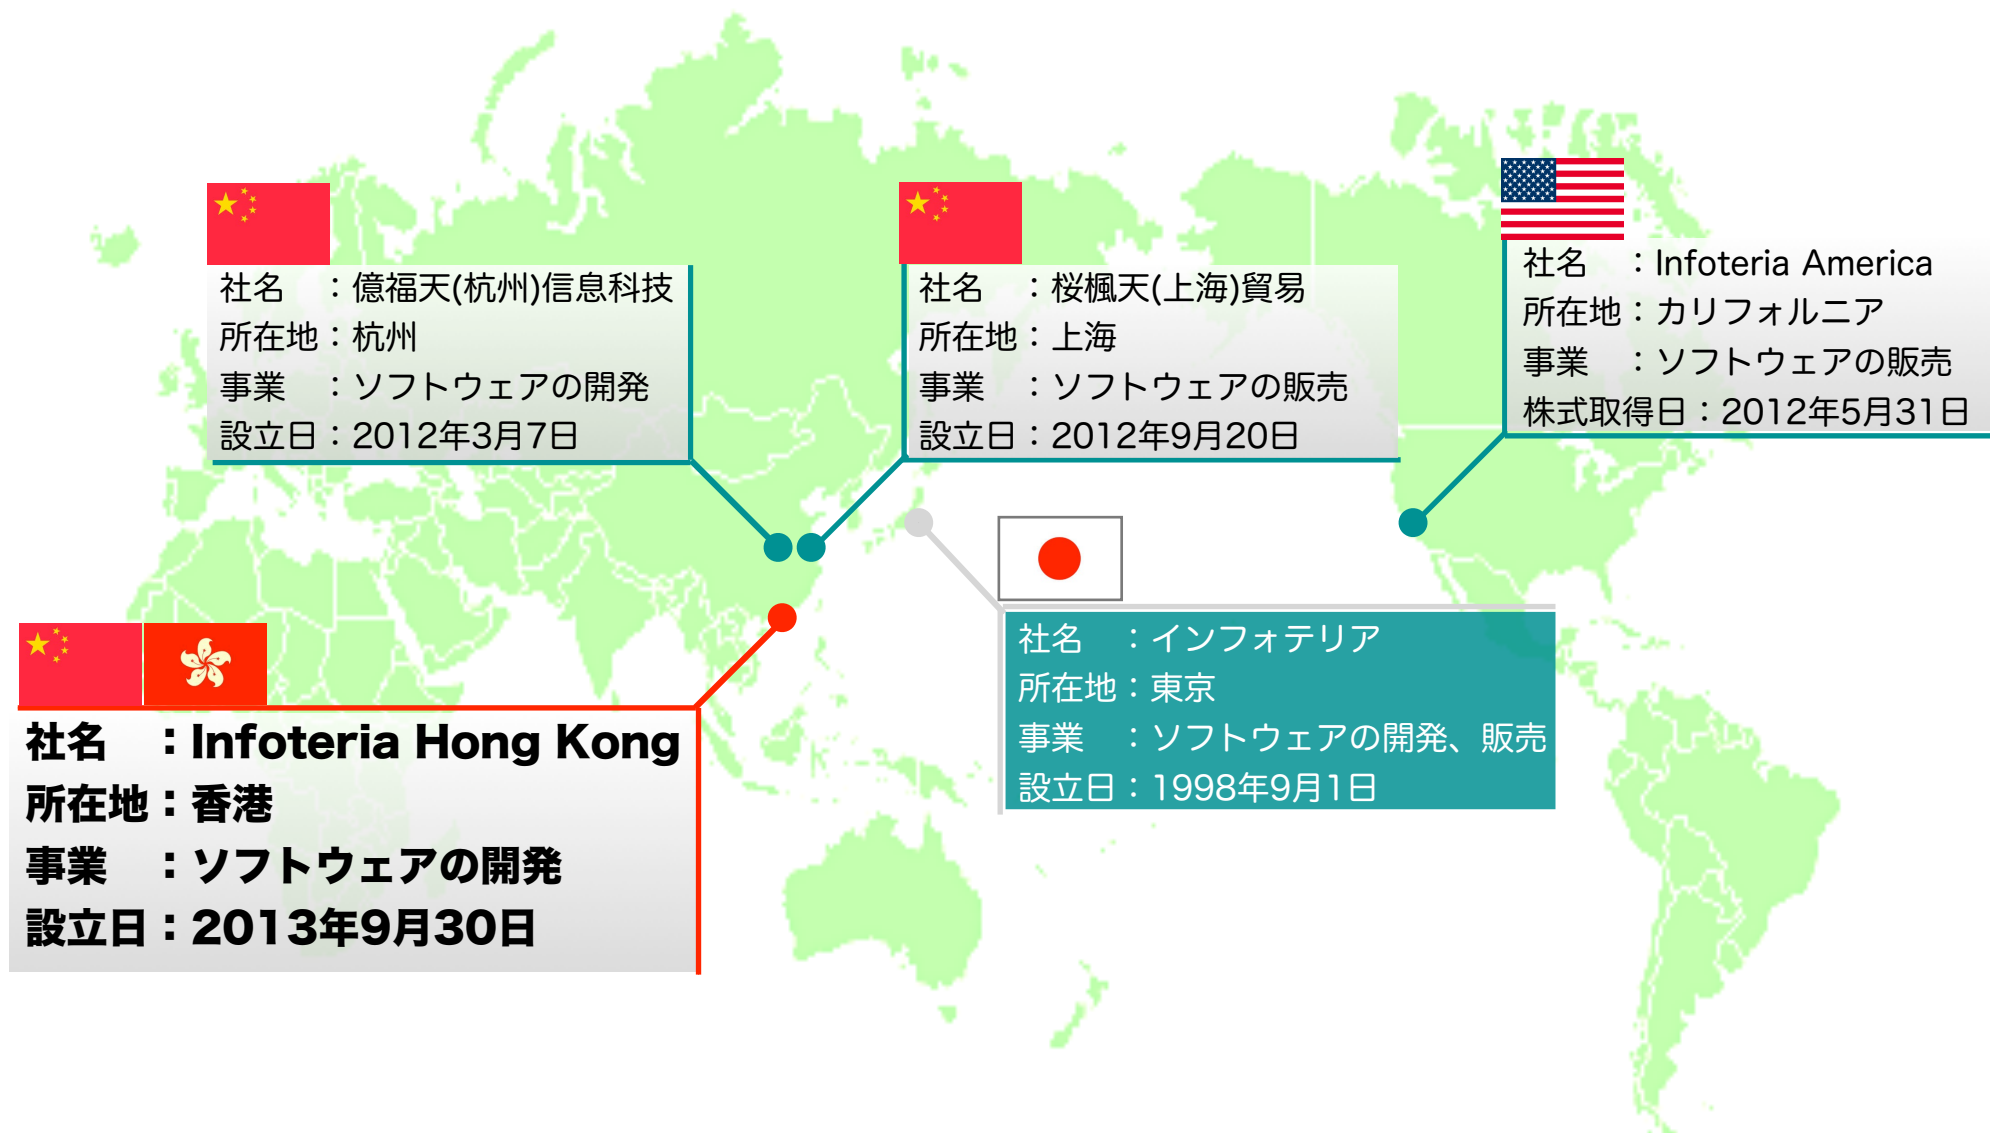 社名　：億福天(杭州)信息科技
所在地：杭州
事業　：ソフトウェアの開発
設立日：2012年3月7日
社名　：桜楓天(上海)貿易
所在地：上海
事業　：ソフトウェアの販売
設立日：2012年9月20日
社名　：Infoteria America
所在地：カリフォルニア
事業　：ソフトウェアの販売
株式取得日：2012年5月31日
社名　：インフォテリア
所在地：東京
事業　：ソフトウェアの開発、販売
設立日：1998年9月1日
社名　：Infoteria Hong Kong
所在地：香港
事業　：ソフトウェアの開発
設立日：2013年9月30日